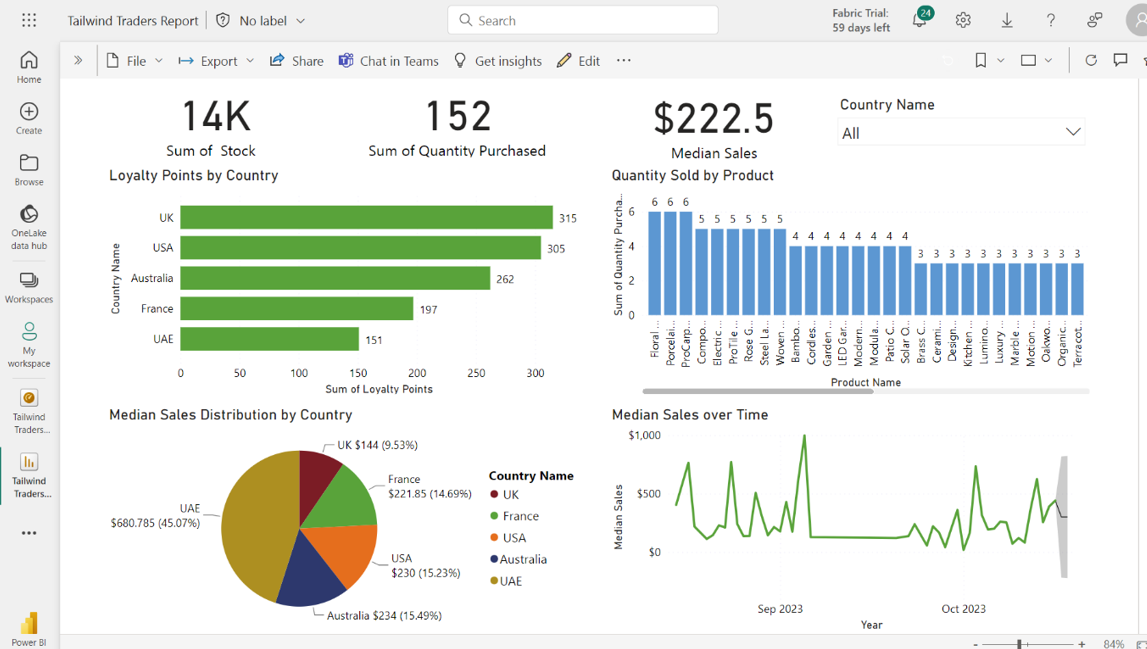 Tailwind Traders Report
No label
Search
Fabric Trial:
59 days left
24
File
Export
Share
Chat in Teams
Get insights
Edit
Home
Create
Browse
OneLake
data hub
Workspaces
My
workspace
Tailwind
Traders...
Tailwind
Traders...
Power BI
14K
Sum of Stock
152
Sum of Quantity Purchased
$222.5
Median Sales
Country Name
All
Loyalty Points by Country
Country Name
UK
315
USA
305
Australia
262
France
197
UAE
151
0 50 100 150 200 250 300
Sum of Loyalty Points
Quantity Sold by Product
Sum of Quantity Purcha...
6
4
2
0
6 6 6 5 5 5 5 5 5 4 4 4 4 4 4 4 4 3 3 3 3 3 3 3 3 3 3 3
Floral ...
Porcelai...
ProCarp...
Compo...
Electric ...
ProTile ...
Rose G...
Steel La...
Woven ...
Bambo...
Cordles...
Garden ...
LED Gar...
Modern...
Modula...
Patio C...
Solar O...
Brass C...
Cerami...
Design...
Kitchen ...
Lumino...
Luxury ...
Marble ...
Motion ...
Oakwo...
Organic...
Terracot...
Product Name
Median Sales Distribution by Country
UK $144 (9.53%)
France
$221.85 (14.69%)
USA
$230 (15.23%)
Australia $234 (15.49%)
UAE
$680.785 (45.07%)
Country Name
UK
France
USA
Australia
UAE
Median Sales over Time
Median Sales
$1,000
$500
$0
Sep 2023
Oct 2023
Year
- + 84%